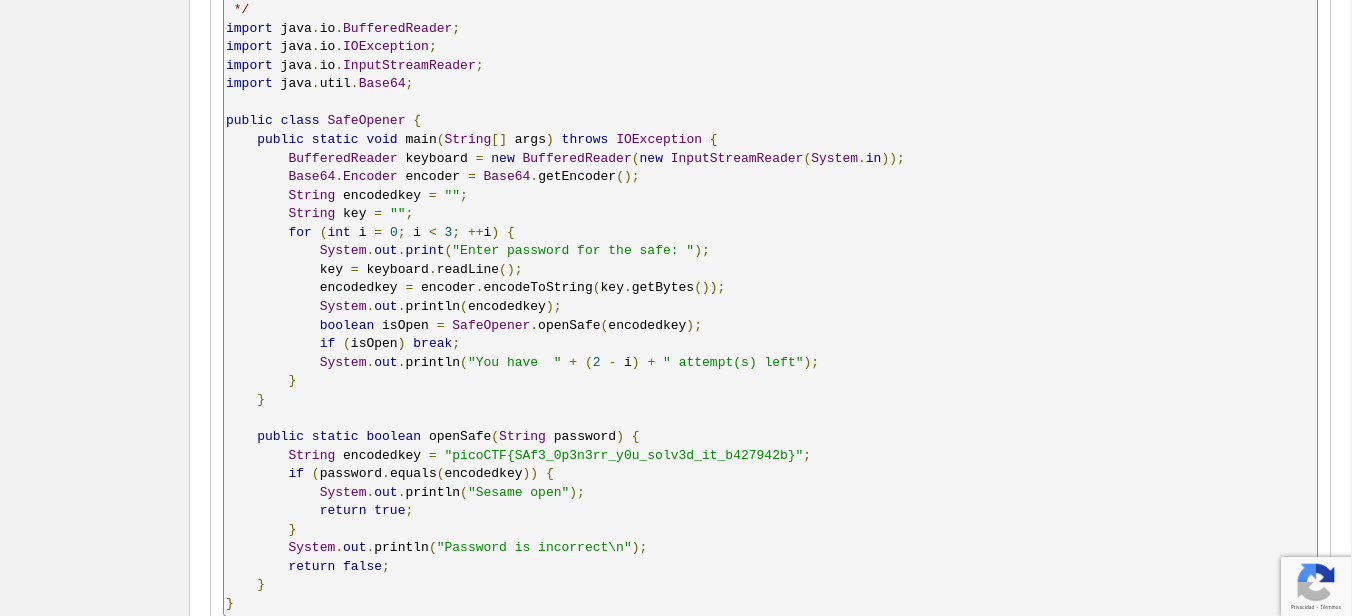 */
import java.io.BufferedReader;
import java.io.IOException;
import java.io.InputStreamReader;
import java.util.Base64;

public class SafeOpener {
    public static void main(String[] args) throws IOException {
        BufferedReader keyboard = new BufferedReader(new InputStreamReader(System.in));
        Base64.Encoder encoder = Base64.getEncoder();
        String encodedkey = "";
        String key = "";
        for (int i = 0; i < 3; ++i) {
            System.out.print("Enter password for the safe: ");
            key = keyboard.readLine();
            encodedkey = encoder.encodeToString(key.getBytes());
            System.out.println(encodedkey);
            boolean isOpen = SafeOpener.openSafe(encodedkey);
            if (isOpen) break;
            System.out.println("You have  " + (2 - i) + " attempt(s) left");
        }
    }

    public static boolean openSafe(String password) {
        String encodedkey = "picoCTF{SAf3_0p3n3rr_y0u_solv3d_it_b427942b}";
        if (password.equals(encodedkey)) {
            System.out.println("Sesame open");
            return true;
        }
        System.out.println("Password is incorrect\n");
        return false;
    }
}
Privacidad - Términos